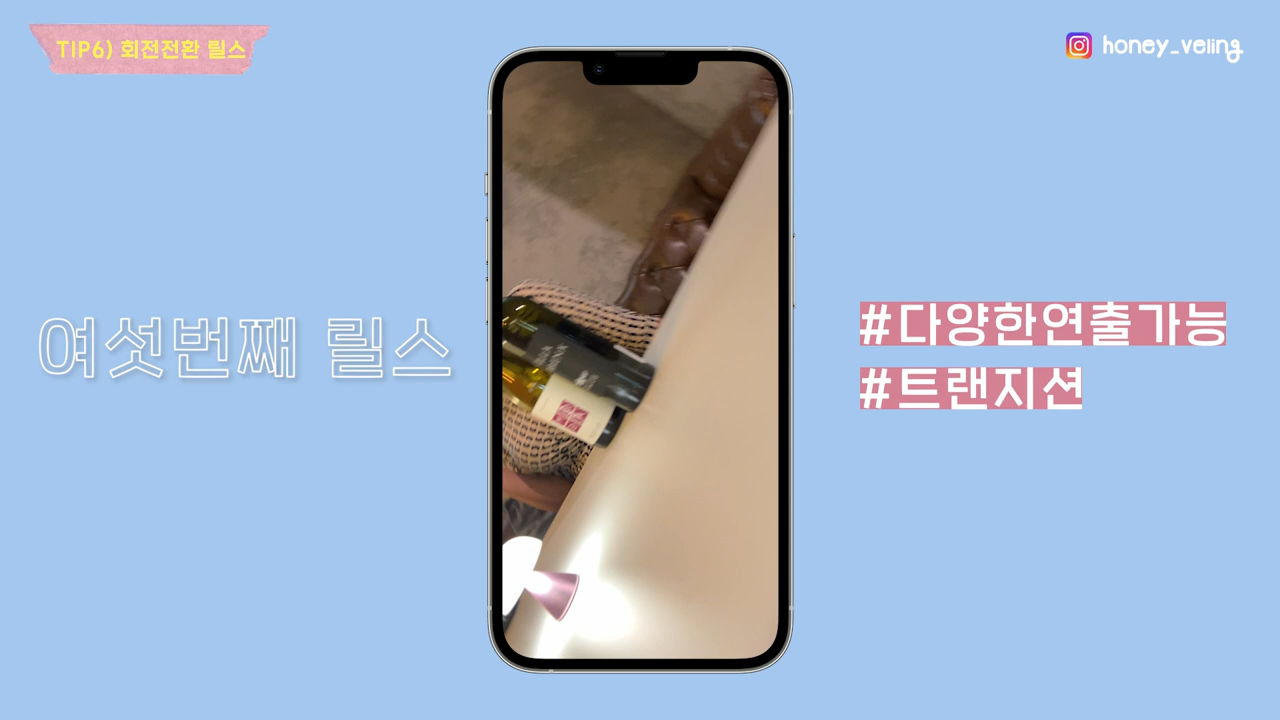 TIP6) 회전전환 릴스
honey_veiing
여섯번째 릴스
#다양한연출가능
#트랜지션